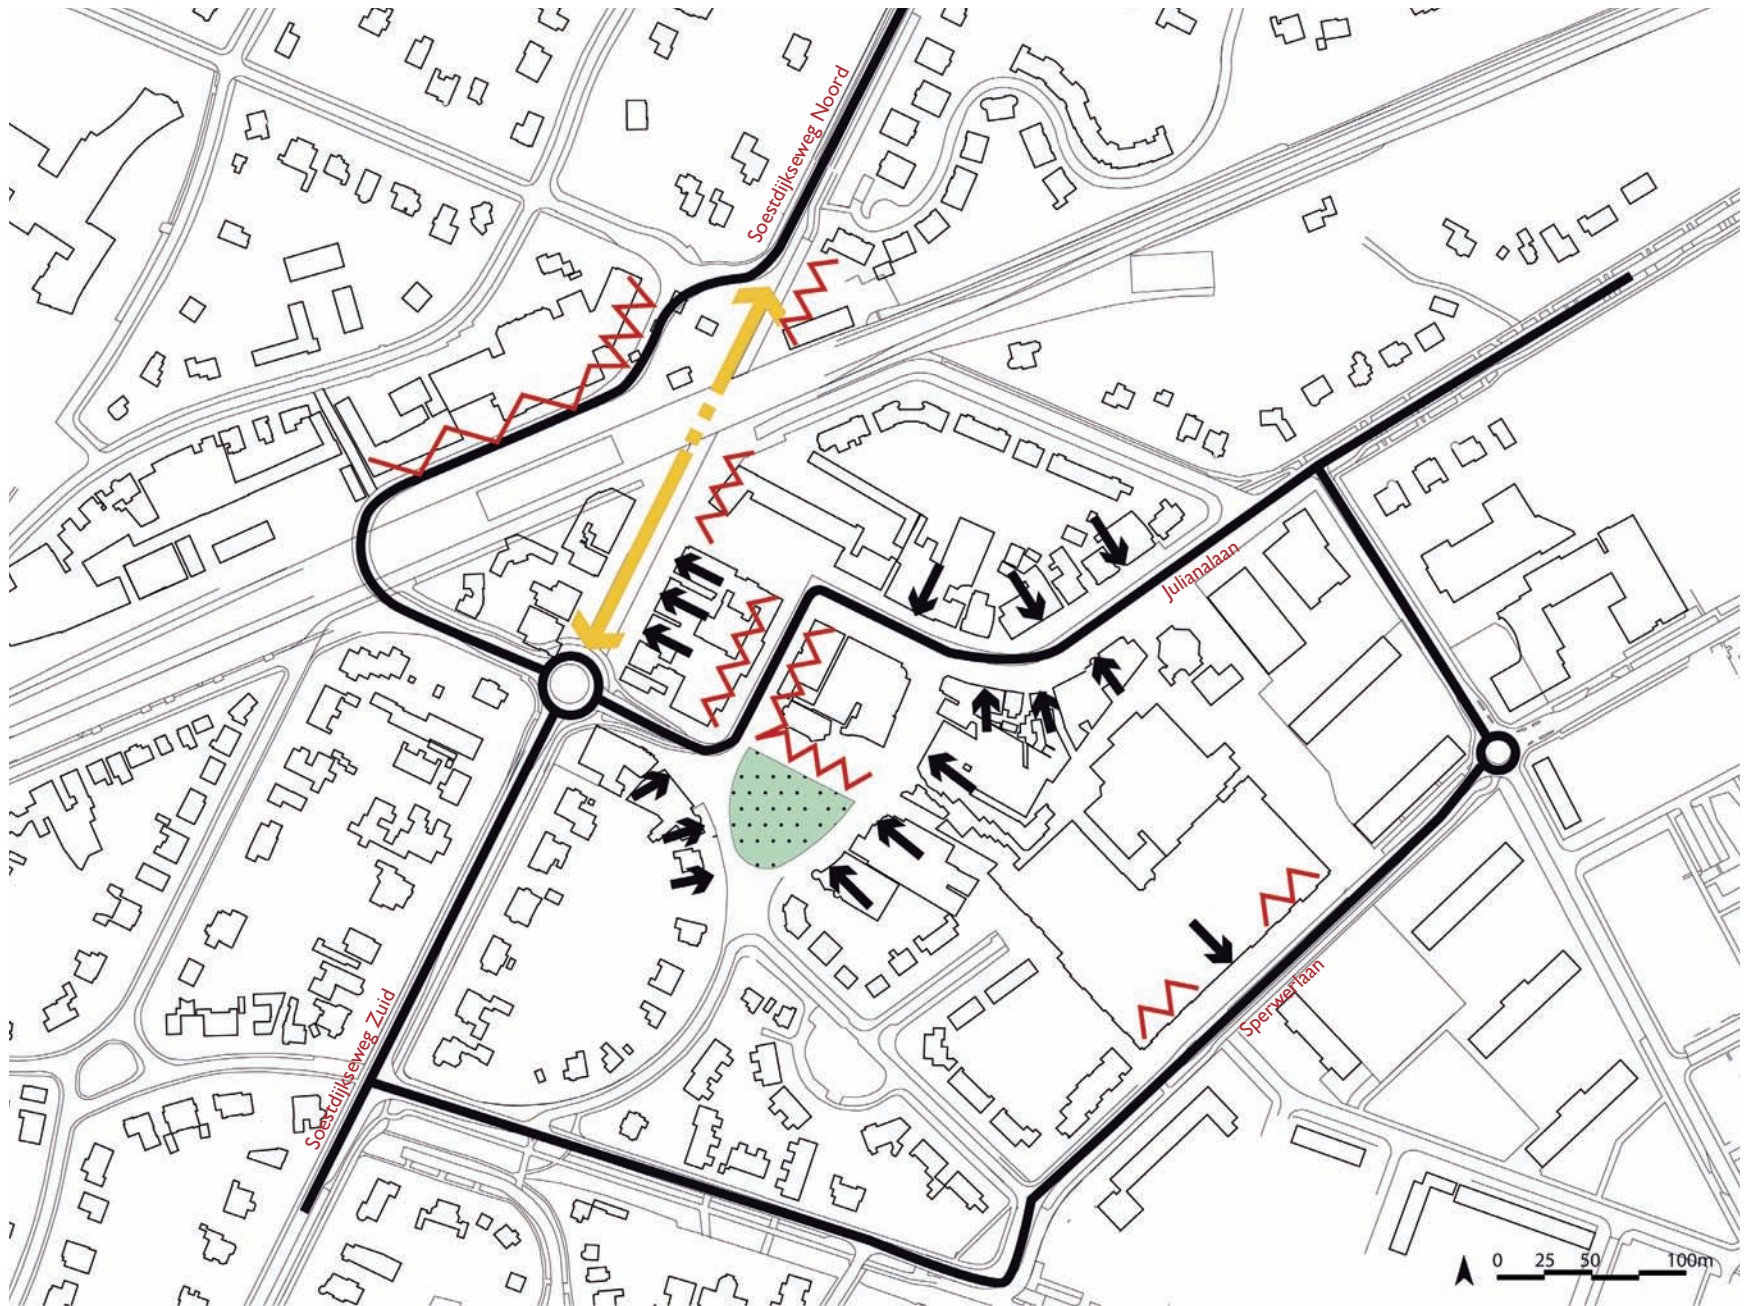 Soestdijkseweg Noord
Julianalaan
Sperwerlaan
Soestdijkseweg Zuid
0 25 50 100m